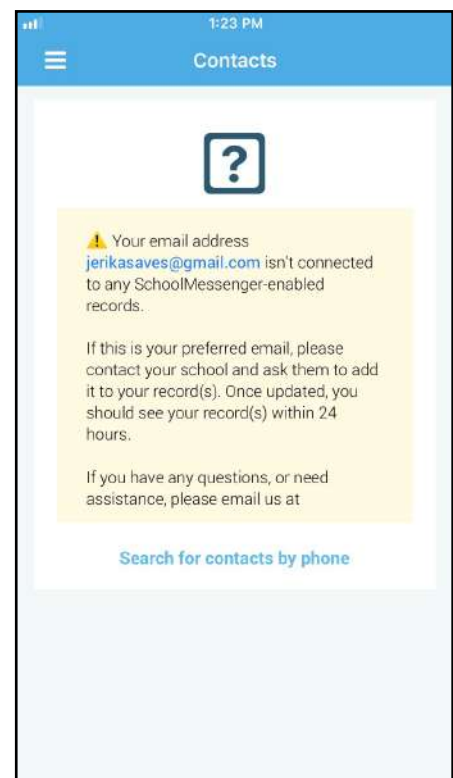 1:23 PM
Contacts
?
Your email address
jerikasaves@gmail.com isn't connected
to any SchoolMessenger-enabled
records.
If this is your preferred email, please
contact your school and ask them to add
it to your record(s). Once updated, you
should see your record(s) within 24
hours.
If you have any questions, or need
assistance, please email us at
Search for contacts by phone